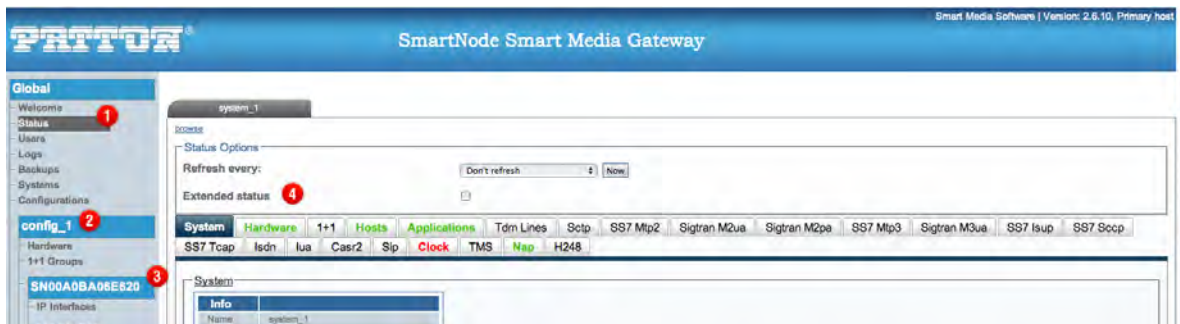 Smart Media Software | Version: 2.6.10, Primary host
PATTON®
SmartNode Smart Media Gateway
Global
Welcome
Status 1
Users
Logs
Backups
Systems
Configurations
config_1 2
Hardware
1+1 Groups
SN00A0BA06E620 3
IP Interfaces
system_1
browse
Status Options
Refresh every: Don't refresh Now
Extended status 4
System Hardware 1+1 Hosts Applications Tdm Lines Sctp SS7 Mtp2 Sigtran M2ua Sigtran M2pa SS7 Mtp3 Sigtran M3ua SS7 Isup SS7 Sccp
SS7 Tcap Isdn Iua Casr2 Sip Clock TMS Nap H248
System
Info
Name system_1